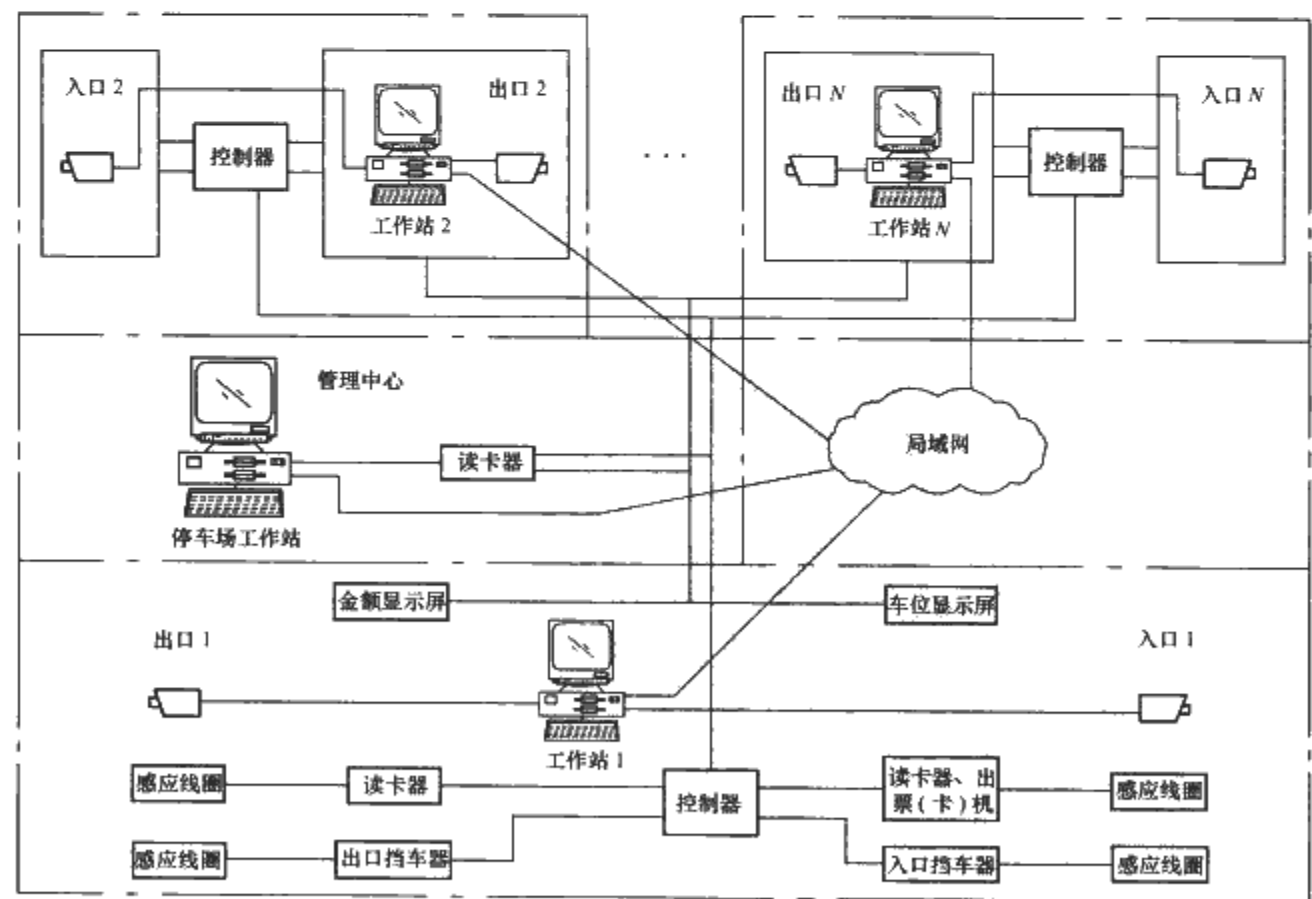 入口 2
出口 2
控制器
工作站 2
. . .
出口 N
入口 N
控制器
工作站 N
管理中心
读卡器
停车场工作站
局域网
金额显示屏
车位显示屏
出口 1
入口 1
工作站 1
感应线圈
读卡器
控制器
读卡器、出
票(卡)机
感应线圈
感应线圈
出口挡车器
入口挡车器
感应线圈